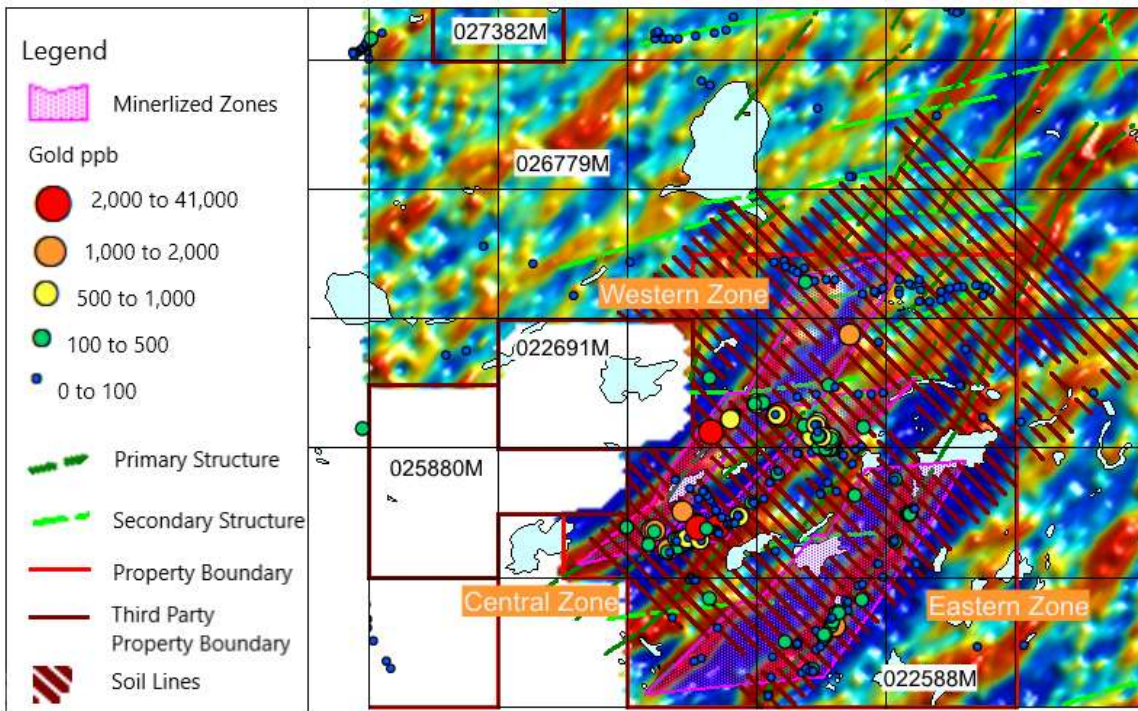 Legend
Minerlized Zones
Gold ppb
2,000 to 41,000
1,000 to 2,000
500 to 1,000
100 to 500
0 to 100
Primary Structure
Secondary Structure
Property Boundary
Third Party
Property Boundary
Soil Lines
027382M
026779M
Western Zone
022691M
025880M
Central Zone
Eastern Zone
022588M